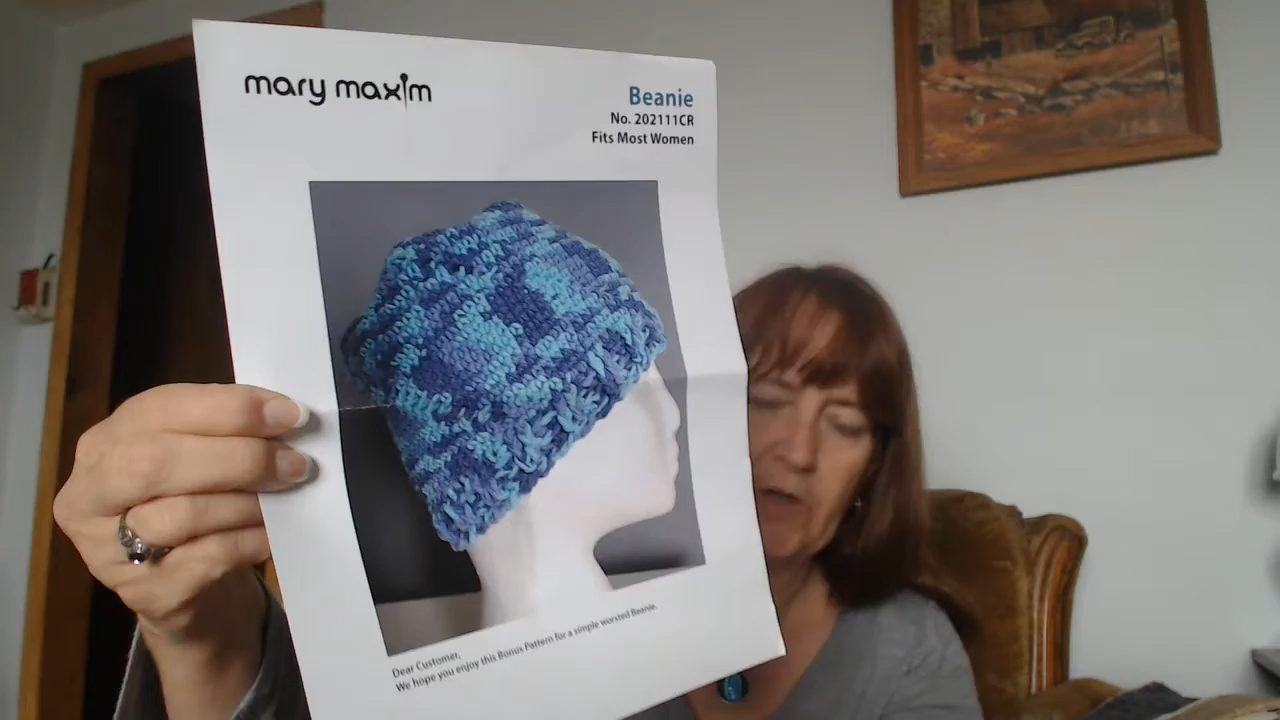 mary maxim
Beanie
No. 202111CR
Fits Most Women
Dear Customer,
We hope you enjoy this Bonus Pattern for a simple worsted Beanie.